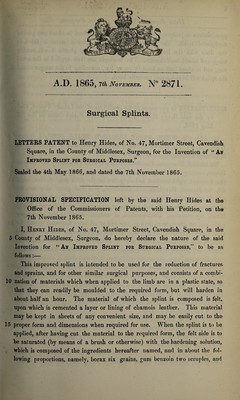 A.D. 1865, 7th NOVEMBER. N° 2871.
Surgical Splints.
LETTERS PATENT to Henry Hides, of No. 47, Mortimer Street, Cavendish
Square, in the County of Middlesex, Surgeon, for the Invention of "AN
IMPROVED SPLINT FOR SURGICAL PURPOSES."
Sealed the 4th May 1866, and dated the 7th November 1865.
PROVISIONAL SPECIFICATION left by the said Henry Hides at the
Office of the Commissioners of Patents, with his Petition, on the
7th November 1865.
I, HENRY HIDES, of No. 47, Mortimer Street, Cavendish Square, in the
5 County of Middlesex, Surgeon, do hereby declare the nature of the said
Invention for "AN IMPROVED SPLINT FOR SURGICAL PURPOSES," to be as
follows:—
This improved splint is intended to be used for the reduction of fractures
and sprains, and for other similar surgical purposes, and consists of a combi-
10 nation of materials which when applied to the limb are in a plastic state, so
that they can readily be moulded to the required form, but will harden in
about half an hour. The material of which the splint is composed is felt,
upon which is cemented a layer or lining of chamois leather. This material
may be kept in sheets of any convenient size, and may be easily cut to the
15 proper form and dimensions when required for use. When the splint is to be
applied, after having cut the material to the required form, the felt side is to
be saturated (by means of a brush or otherwise) with the hardening solution,
which is composed of the ingredients hereafter named, and in about the fol-
lowing proportions, namely, borax six grains, gum benzoin two scruples, and